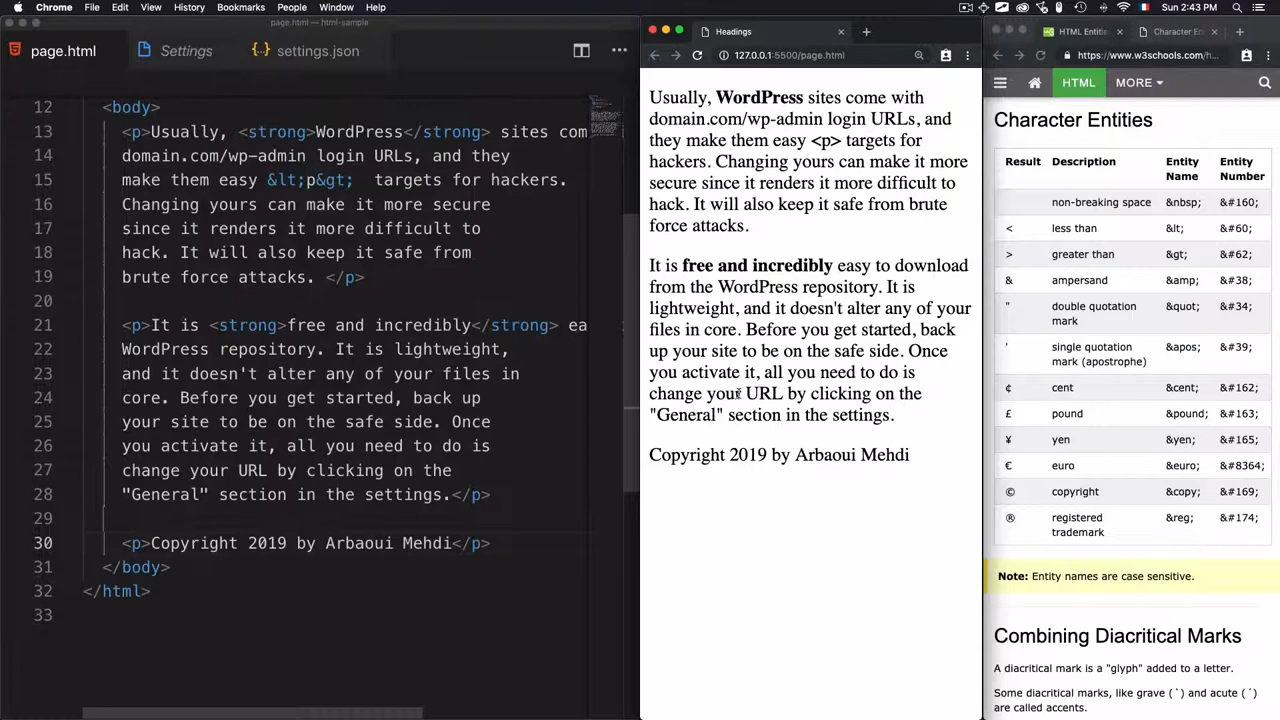 Chrome File Edit View History Bookmarks People Window Help
Sun 2:43 PM
page.html — html-sample
page.html Settings settings.json
12 <body>
13 <p>Usually, <strong>WordPress</strong> sites com
14 domain.com/wp-admin login URLs, and they
15 make them easy &lt;p&gt; targets for hackers.
16 Changing yours can make it more secure
17 since it renders it more difficult to
18 hack. It will also keep it safe from
19 brute force attacks. </p>
20
21 <p>It is <strong>free and incredibly</strong> ea
22 WordPress repository. It is lightweight,
23 and it doesn't alter any of your files in
24 core. Before you get started, back up
25 your site to be on the safe side. Once
26 you activate it, all you need to do is
27 change your URL by clicking on the
28 "General" section in the settings.</p>
29
30 <p>Copyright 2019 by Arbaoui Mehdi</p>
31 </body>
32 </html>
33
Headings
127.0.0.1:5500/page.html
Usually, WordPress sites come with
domain.com/wp-admin login URLs, and
they make them easy <p> targets for
hackers. Changing yours can make it more
secure since it renders it more difficult to
hack. It will also keep it safe from brute
force attacks.
It is free and incredibly easy to download
from the WordPress repository. It is
lightweight, and it doesn't alter any of your
files in core. Before you get started, back
up your site to be on the safe side. Once
you activate it, all you need to do is
change your URL by clicking on the
"General" section in the settings.
Copyright 2019 by Arbaoui Mehdi
HTML Entitie Character En
https://www.w3schools.com/h...
HTML MORE
Character Entities
Result Description Entity Name Entity Number
non-breaking space &nbsp; &#160;
< less than &lt; &#60;
> greater than &gt; &#62;
& ampersand &amp; &#38;
" double quotation mark &quot; &#34;
' single quotation mark (apostrophe) &apos; &#39;
¢ cent &cent; &#162;
£ pound &pound; &#163;
¥ yen &yen; &#165;
€ euro &euro; &#8364;
© copyright &copy; &#169;
® registered trademark &reg; &#174;
Note: Entity names are case sensitive.
Combining Diacritical Marks
A diacritical mark is a "glyph" added to a letter.
Some diacritical marks, like grave ( ̀) and acute ( ́)
are called accents.